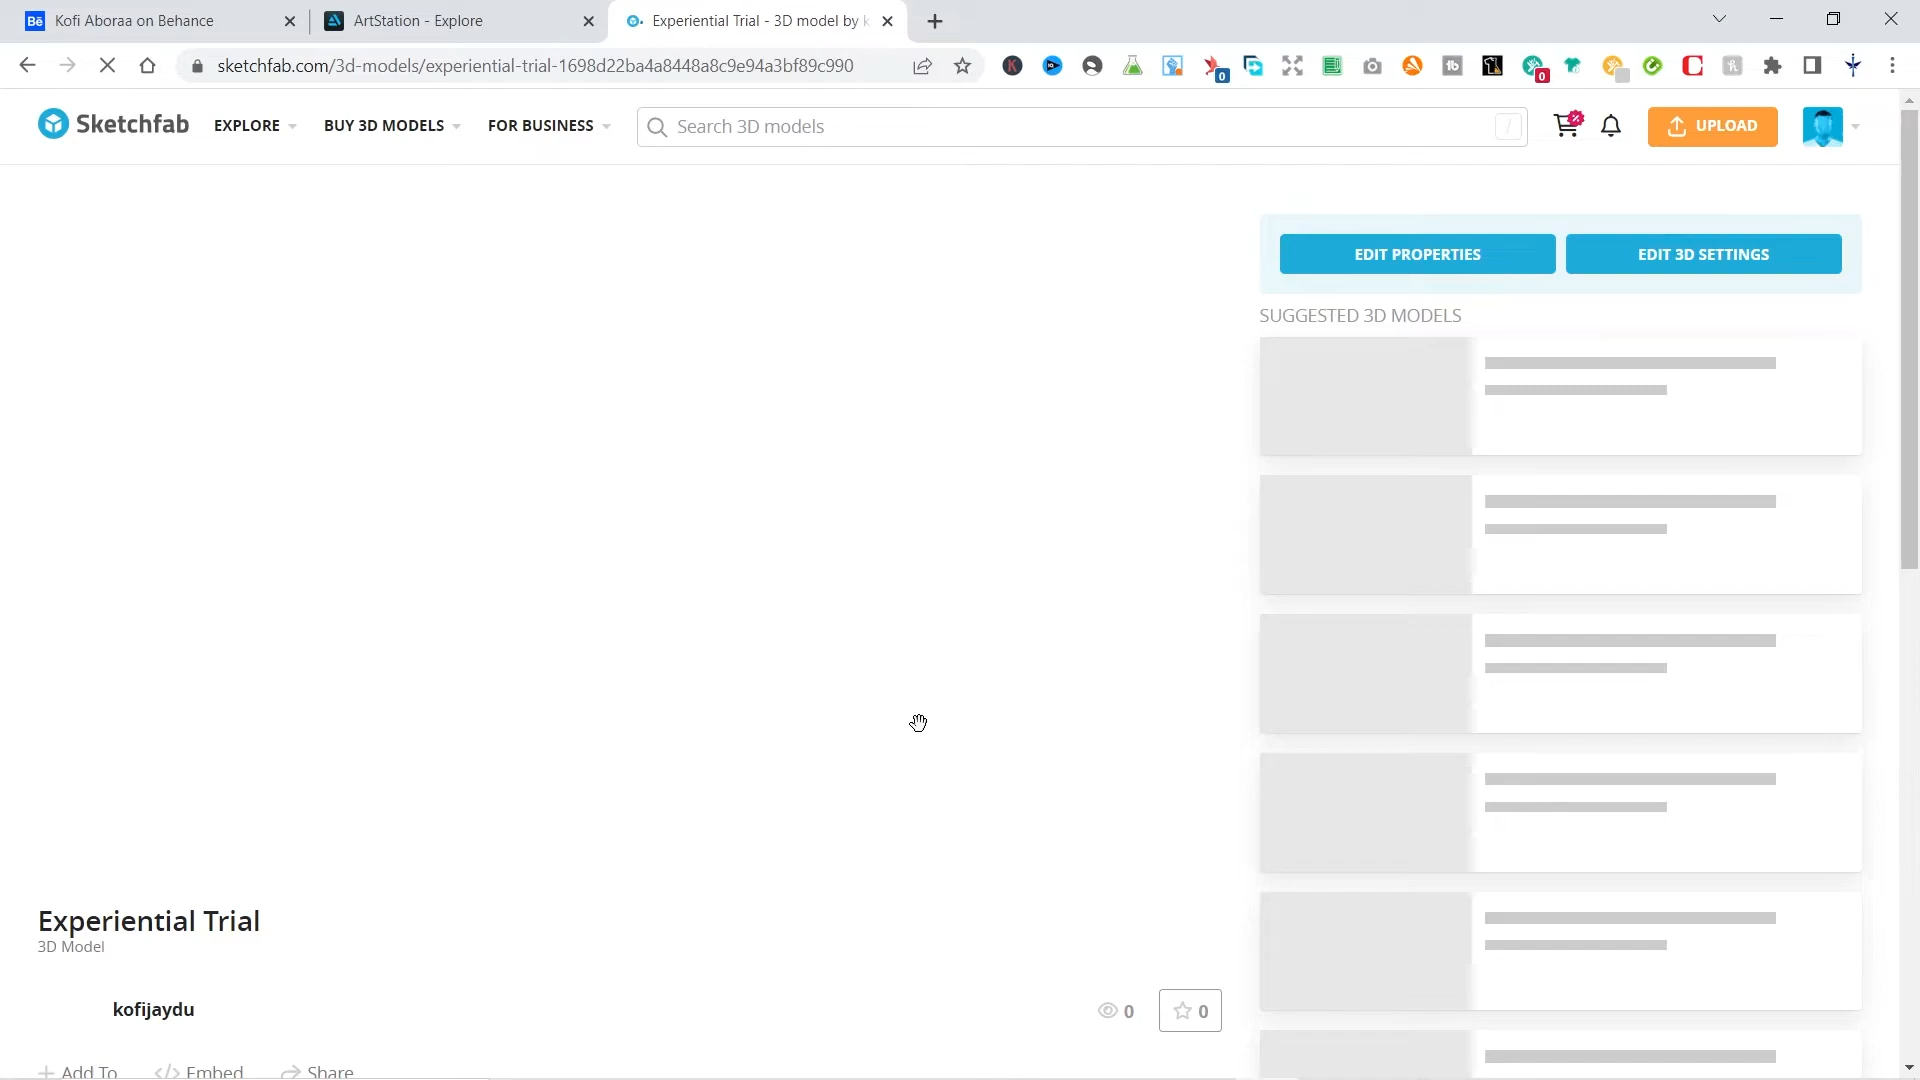 Kofi Aboraa on Behance
ArtStation - Explore
Experiential Trial - 3D model by k
sketchfab.com/3d-models/experiential-trial-1698d22ba4a8448a8c9e94a3bf89c990
Sketchfab
EXPLORE
BUY 3D MODELS
FOR BUSINESS
Search 3D models
/
UPLOAD
EDIT PROPERTIES
EDIT 3D SETTINGS
SUGGESTED 3D MODELS
Experiential Trial
3D Model
kofijaydu
0
0
Add To
Embed
Share